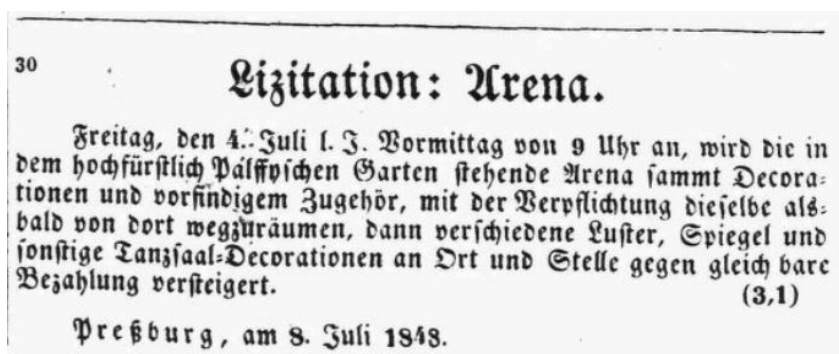 30
Lizitation: Arena.
Freitag, den 4. Juli l. J. Vormittag von 9 Uhr an, wird die in
dem hochfürstlich Pálffyschen Garten stehende Arena sammt Decora-
tionen und vorfindigem Zugehör, mit der Verpflichtung dieselbe als-
bald von dort wegzuräumen, dann verschiedene Luster, Spiegel und
sonstige Tanzsaal-Decorationen an Ort und Stelle gegen gleich bare
Bezahlung versteigert. (3,1)
Preßburg, am 8. Juli 1848.